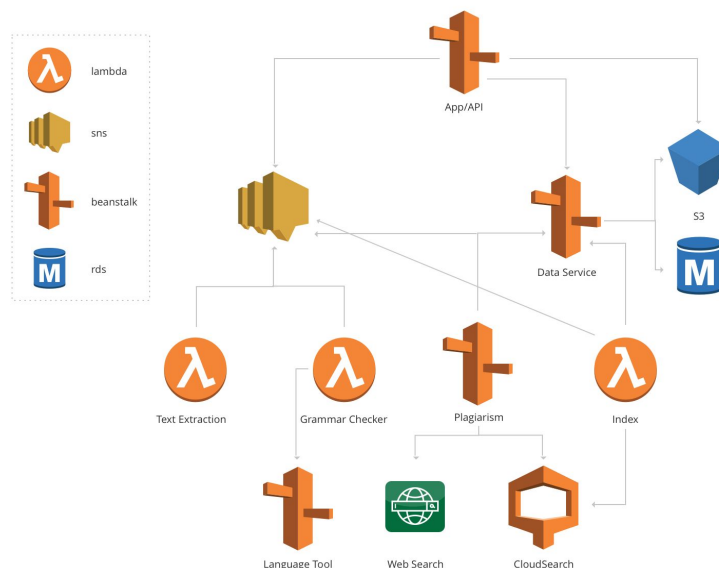 lambda
sns
beanstalk
rds
App/API
S3
Data Service
M
M
Text Extraction
Grammar Checker
Plagiarism
Index
Language Tool
Web Search
CloudSearch